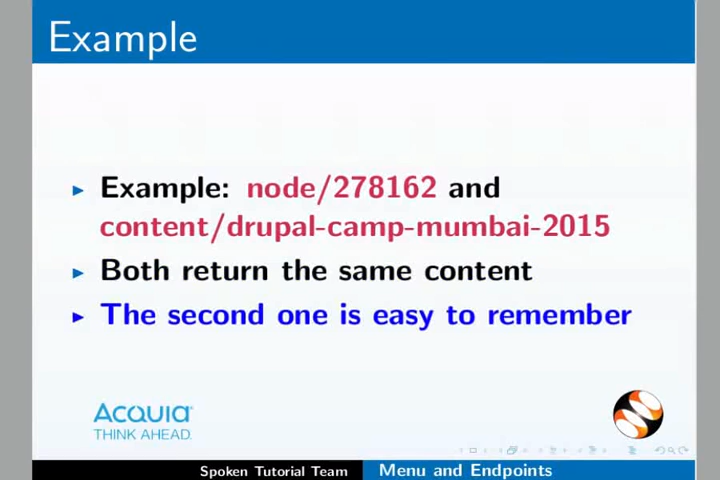 Example
Example: node/278162 and
content/drupal-camp-mumbai-2015
Both return the same content
The second one is easy to remember
ACQUIA
THINK AHEAD.
Spoken Tutorial Team
Menu and Endpoints